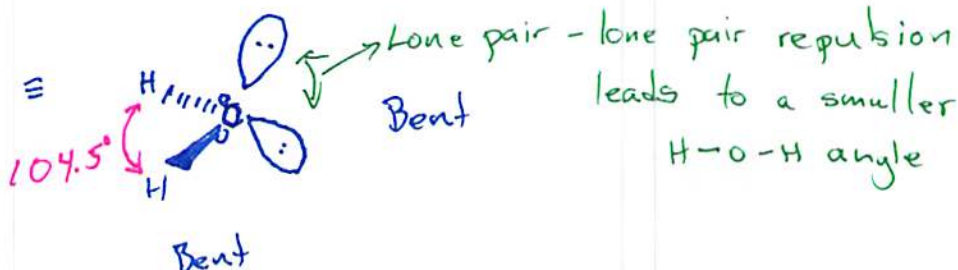 Lone pair - lone pair repulsion
leads to a smaller
H-O-H angle
≡
H
O
Bent
104.5°
H
Bent